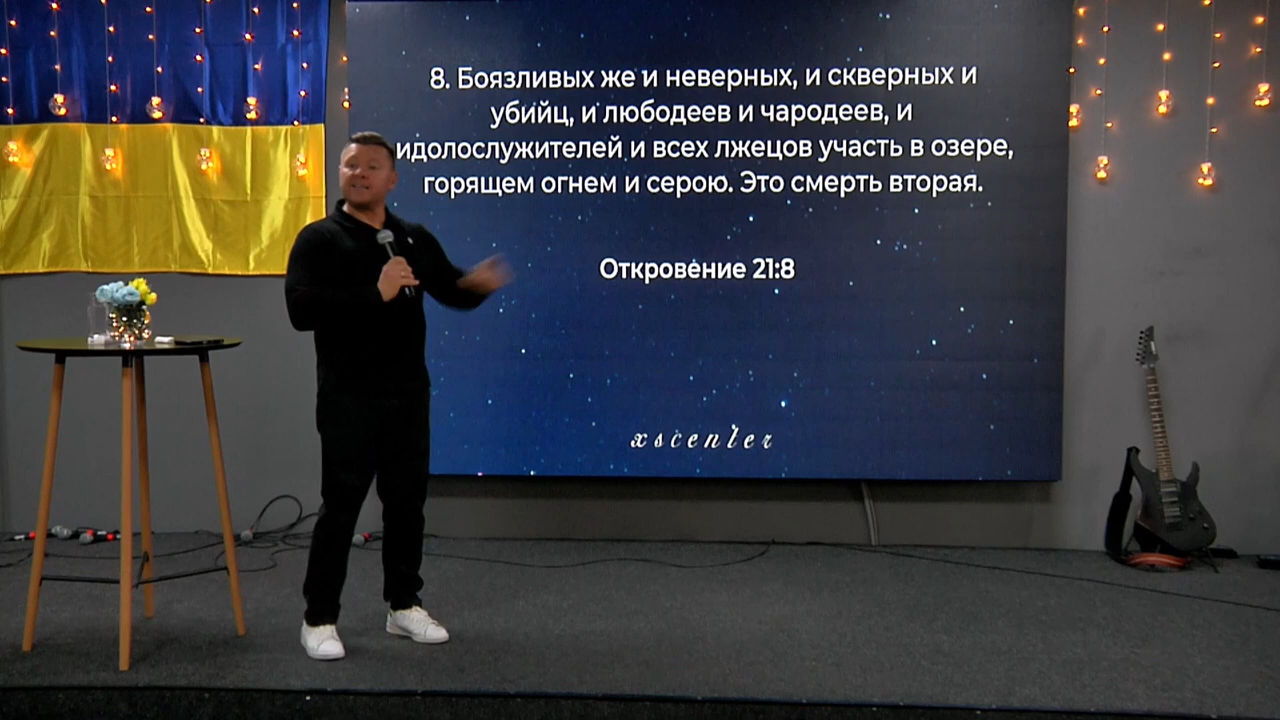 8. Боязливых же и неверных, и скверных и
убийц, и любодеев и чародеев, и
идолослужителей и всех лжецов участь в озере,
горящем огнем и серою. Это смерть вторая.
Откровение 21:8
xscenter